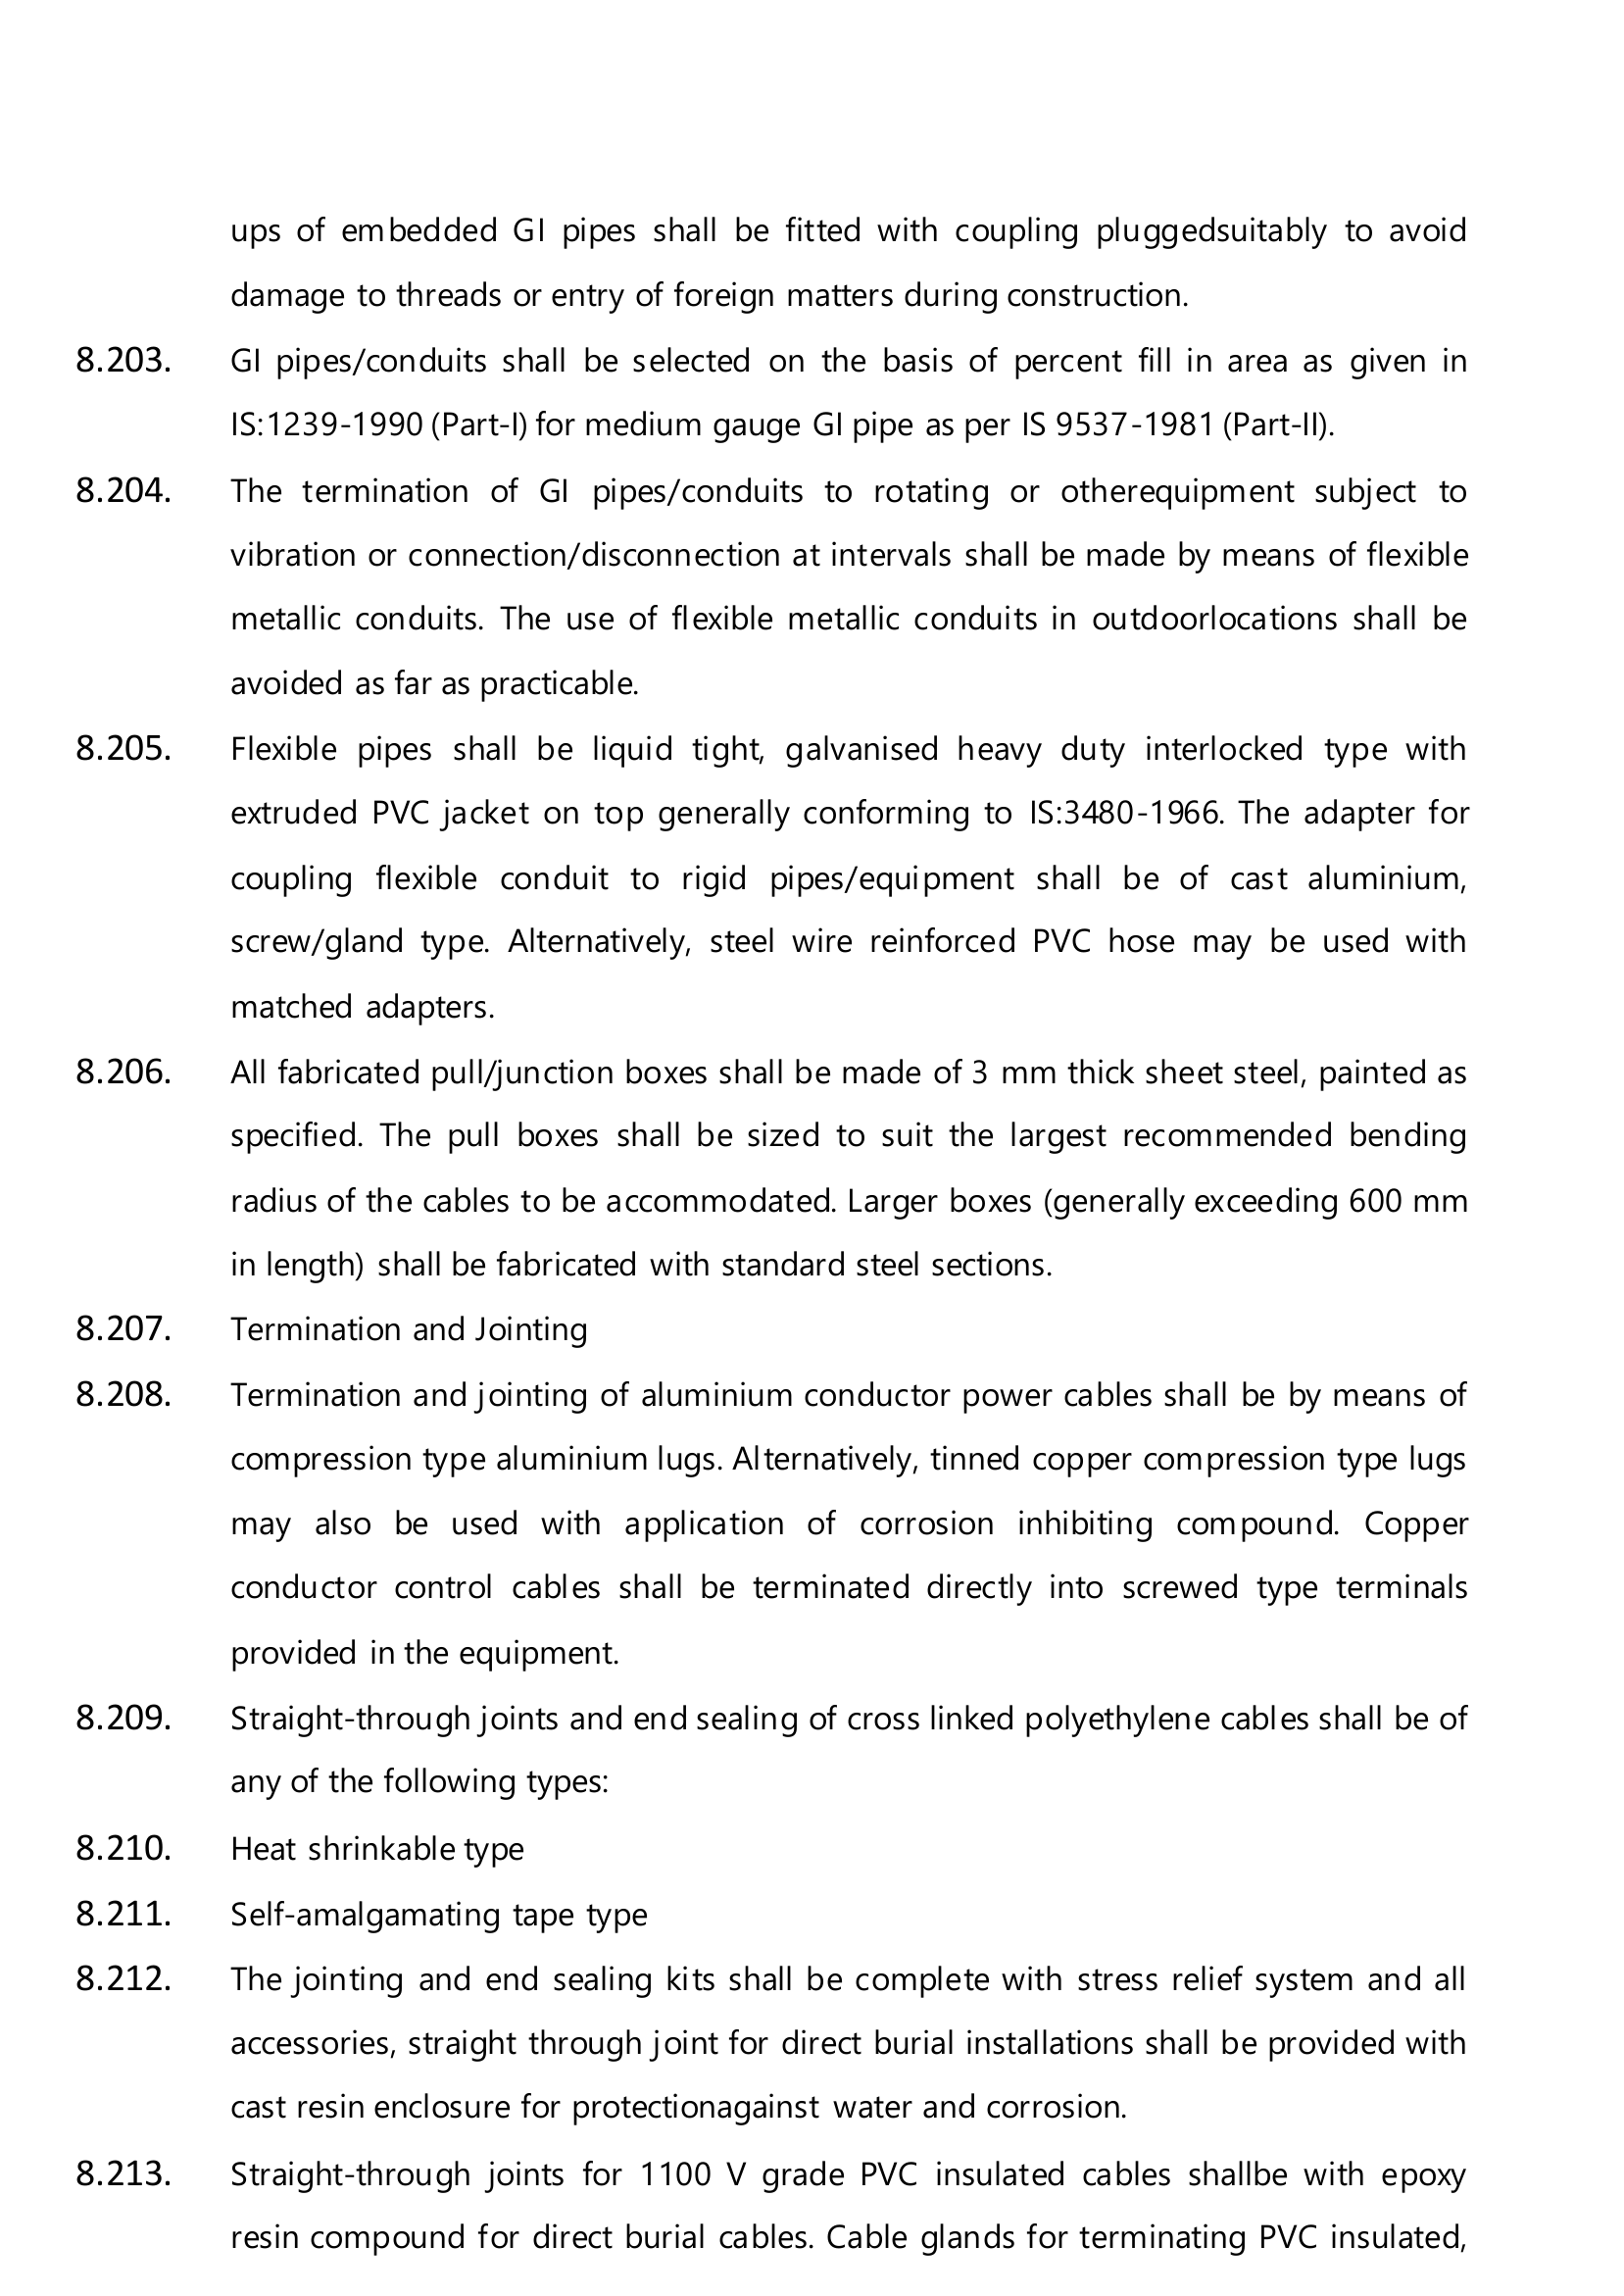 ups of embedded GI pipes shall be fitted with coupling pluggedsuitably to avoid
damage to threads or entry of foreign matters during construction.
8.203. GI pipes/conduits shall be selected on the basis of percent fill in area as given in
IS:1239-1990 (Part-I) for medium gauge GI pipe as per IS 9537-1981 (Part-II).
8.204. The termination of GI pipes/conduits to rotating or otherequipment subject to
vibration or connection/disconnection at intervals shall be made by means of flexible
metallic conduits. The use of flexible metallic conduits in outdoorlocations shall be
avoided as far as practicable.
8.205. Flexible pipes shall be liquid tight, galvanised heavy duty interlocked type with
extruded PVC jacket on top generally conforming to IS:3480-1966. The adapter for
coupling flexible conduit to rigid pipes/equipment shall be of cast aluminium,
screw/gland type. Alternatively, steel wire reinforced PVC hose may be used with
matched adapters.
8.206. All fabricated pull/junction boxes shall be made of 3 mm thick sheet steel, painted as
specified. The pull boxes shall be sized to suit the largest recommended bending
radius of the cables to be accommodated. Larger boxes (generally exceeding 600 mm
in length) shall be fabricated with standard steel sections.
8.207. Termination and Jointing
8.208. Termination and jointing of aluminium conductor power cables shall be by means of
compression type aluminium lugs. Alternatively, tinned copper compression type lugs
may also be used with application of corrosion inhibiting compound. Copper
conductor control cables shall be terminated directly into screwed type terminals
provided in the equipment.
8.209. Straight-through joints and end sealing of cross linked polyethylene cables shall be of
any of the following types:
8.210. Heat shrinkable type
8.211. Self-amalgamating tape type
8.212. The jointing and end sealing kits shall be complete with stress relief system and all
accessories, straight through joint for direct burial installations shall be provided with
cast resin enclosure for protectionagainst water and corrosion.
8.213. Straight-through joints for 1100 V grade PVC insulated cables shallbe with epoxy
resin compound for direct burial cables. Cable glands for terminating PVC insulated,